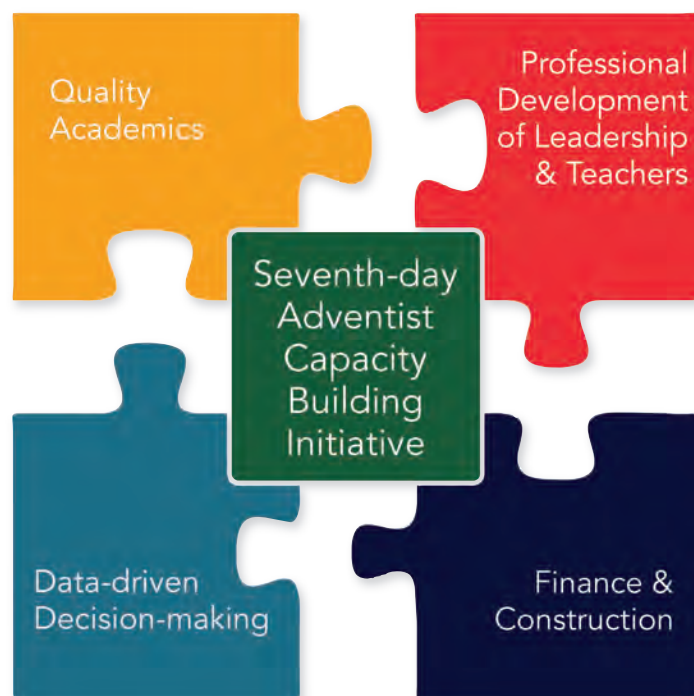 Quality
Academics
Professional
Development
of Leadership
& Teachers
Seventh-day
Adventist
Capacity
Building
Initiative
Data-driven
Decision-making
Finance &
Construction